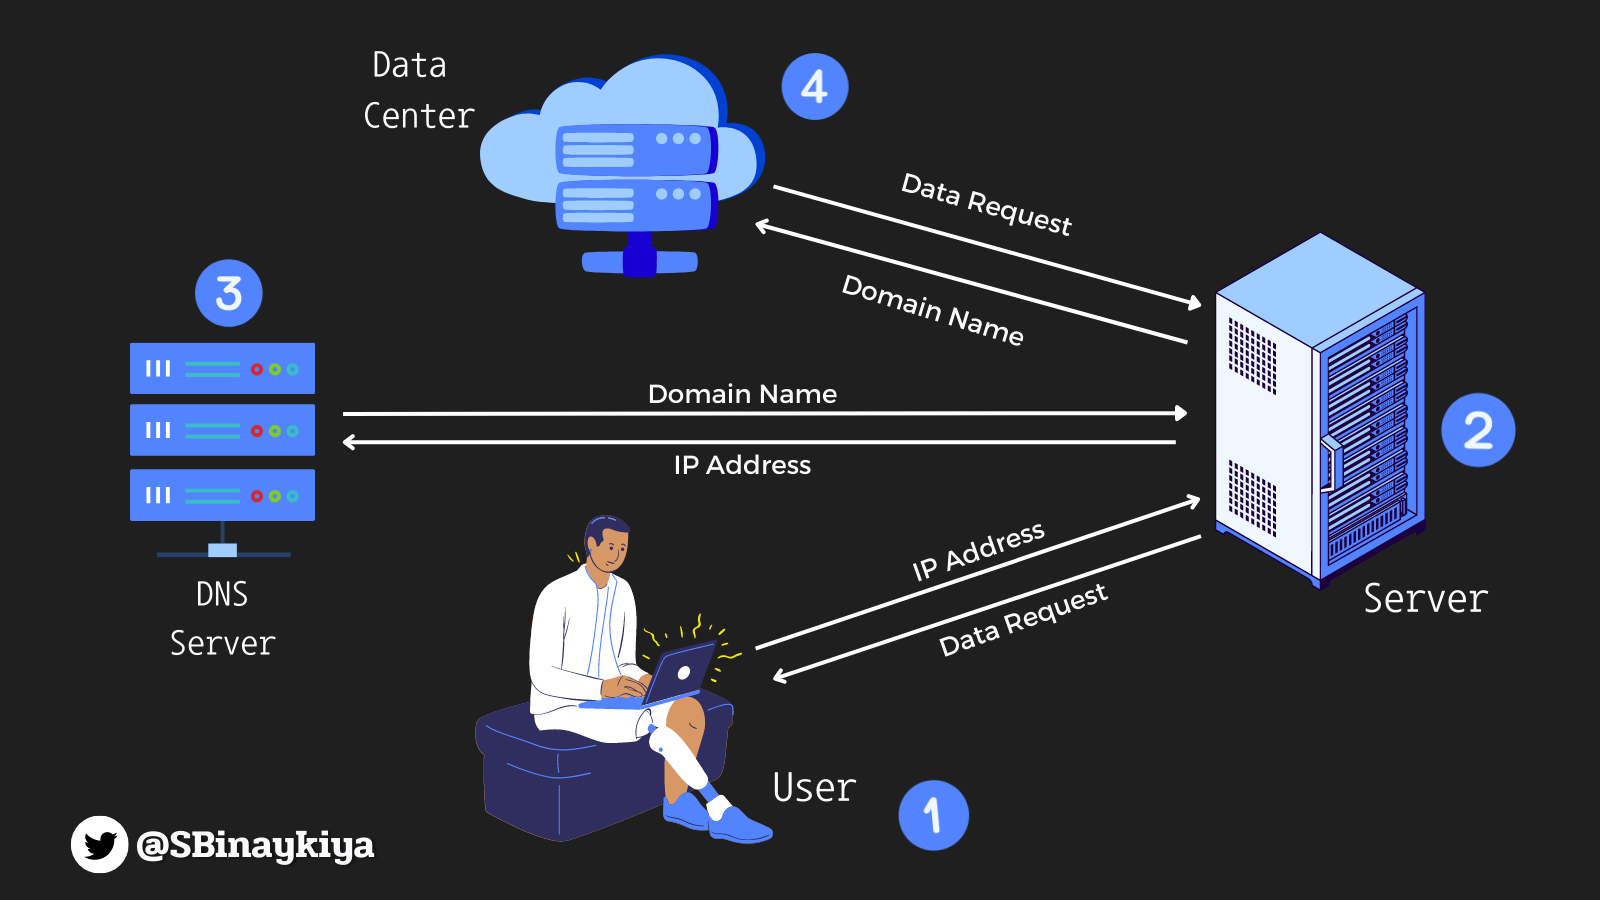 Data
Center
4
Data Request
Domain Name
3
Domain Name
IP Address
2
IP Address
Data Request
Server
DNS
Server
User
1
@SBinaykiya